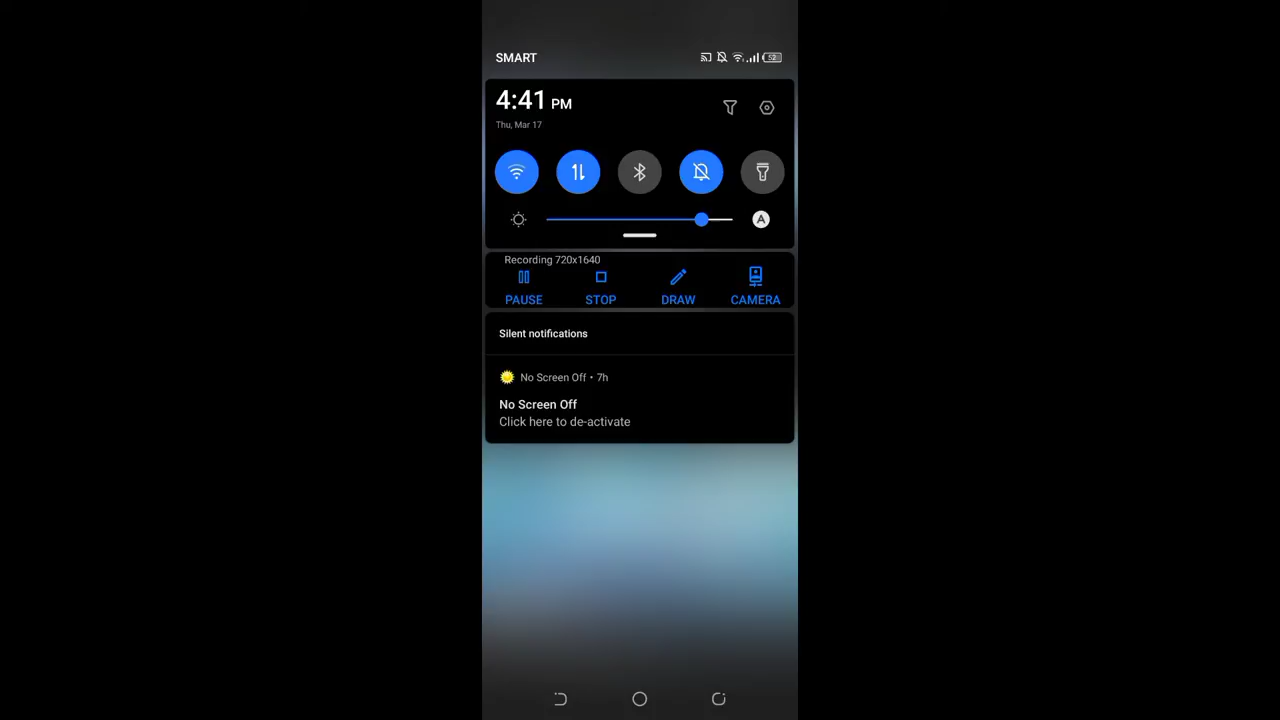 SMART
52
4:41 PM
Thu, Mar 17
A
Recording 720x1640
PAUSE STOP DRAW CAMERA
Silent notifications
No Screen Off • 7h
No Screen Off
Click here to de-activate